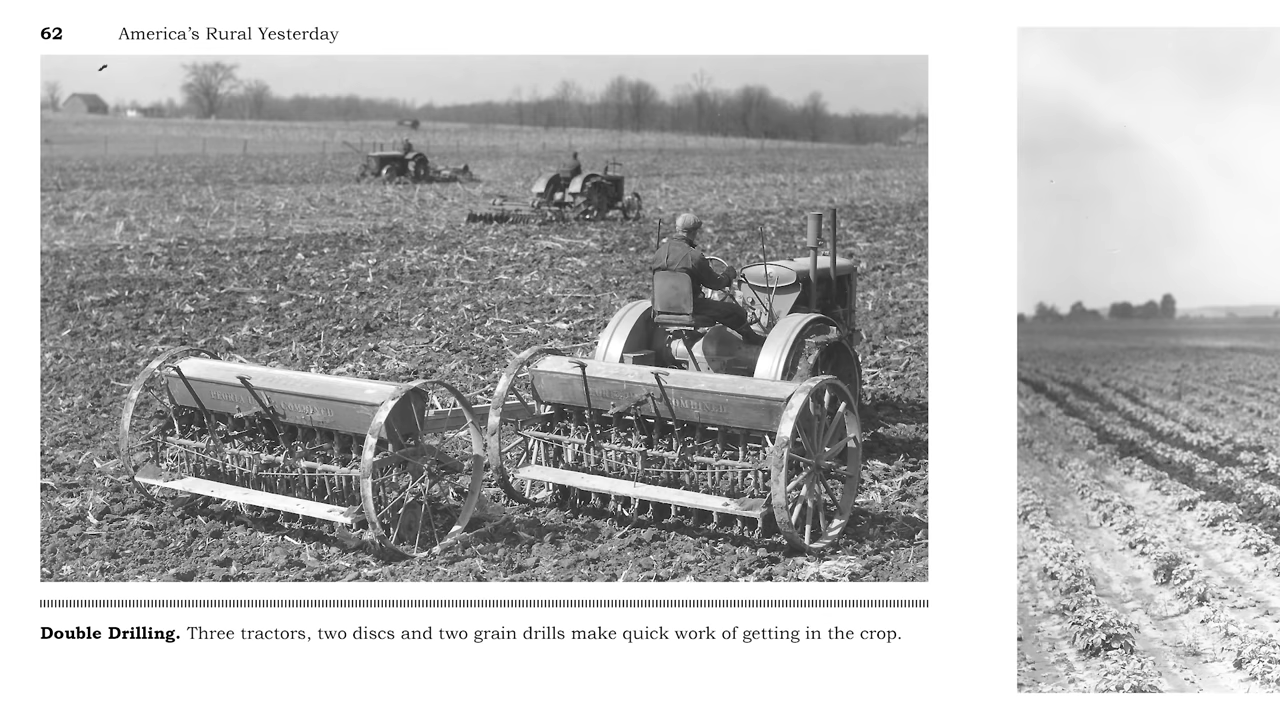 62 America's Rural Yesterday
COMBINED
Double Drilling. Three tractors, two discs and two grain drills make quick work of getting in the crop.